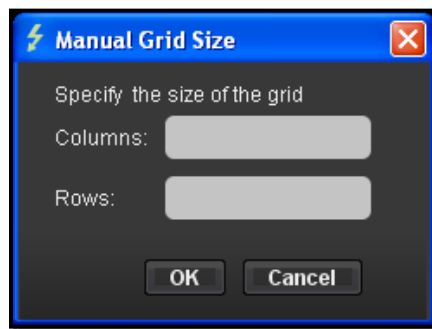 Manual Grid Size
Specify the size of the grid
Columns:
Rows:
OK Cancel